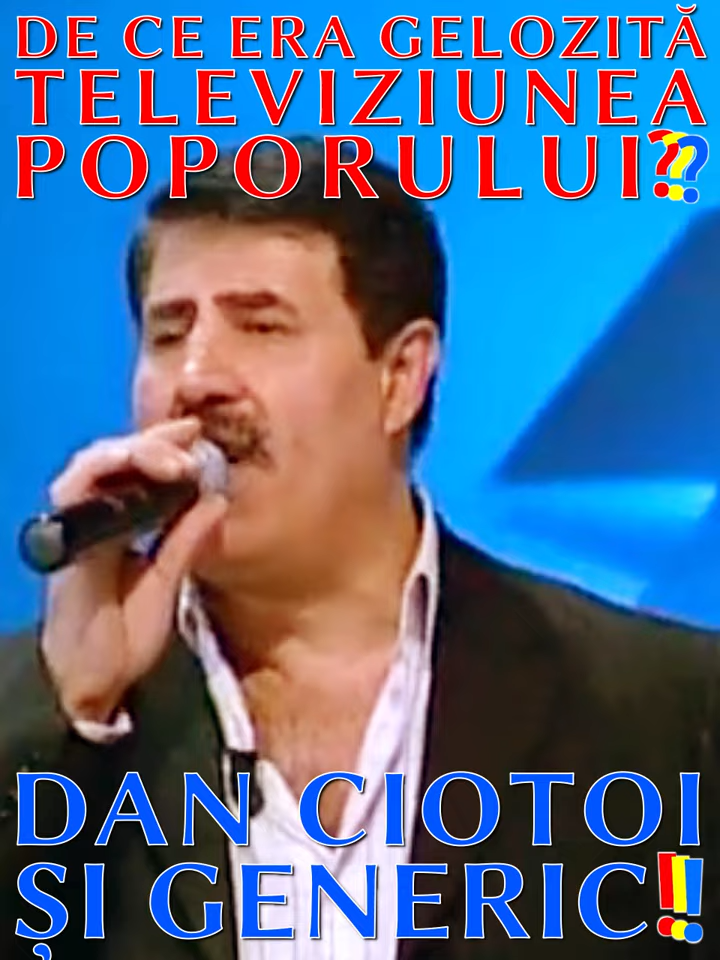 DE CE ERA GELOZITĂ
TELEVIZIUNEA
POPORULUI???
DAN CIOTOI
ȘI GENERIC!!!